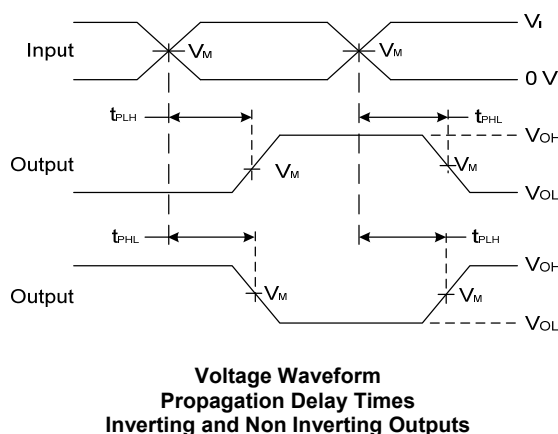 Input
VM
VM
VI
0 V
tPLH
tPHL
Output
VM
VM
VOH
VOL
tPHL
tPLH
Output
VM
VM
VOH
VOL
Voltage Waveform
Propagation Delay Times
Inverting and Non Inverting Outputs